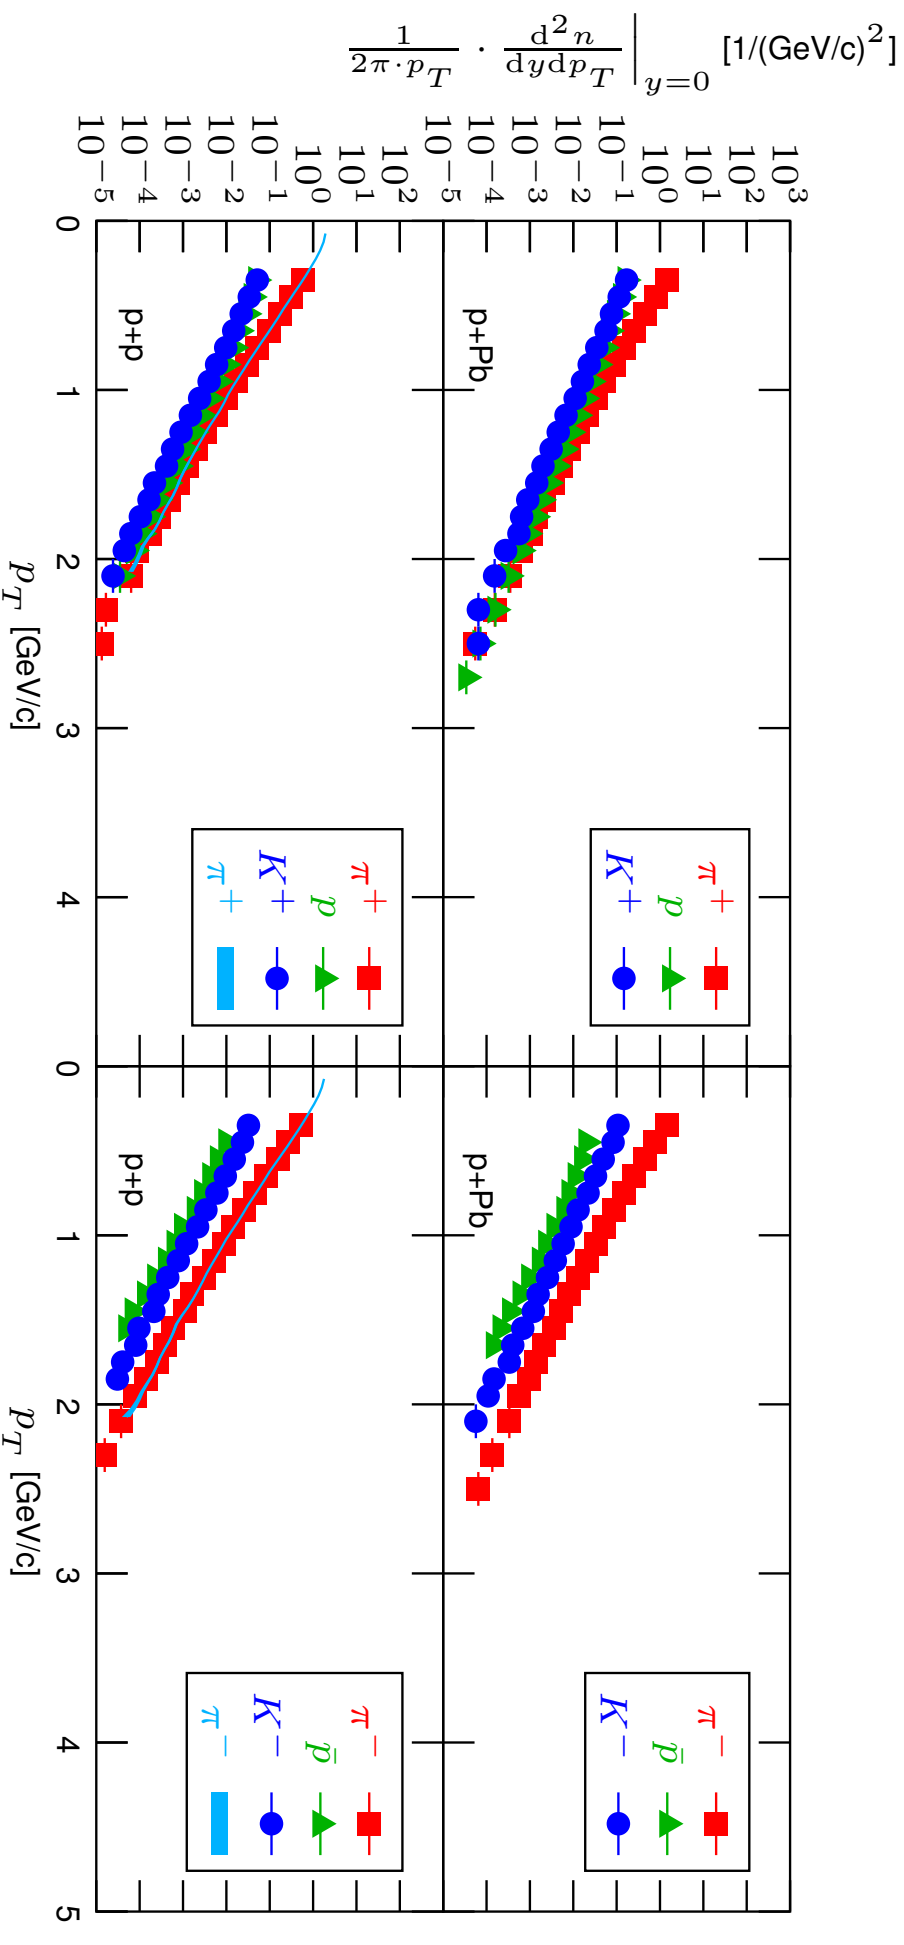 1/(2π·p_T) · d²n/(dydp_T)|_{y=0} [1/(GeV/c)²]
10³
10²
10¹
10⁰
10⁻¹
10⁻²
10⁻³
10⁻⁴
10⁻⁵
p+Pb
π⁺
p
K⁺
p+Pb
π⁻
p̄
K⁻
10²
10¹
10⁰
10⁻¹
10⁻²
10⁻³
10⁻⁴
10⁻⁵
p+p
π⁺
p
K⁺
π⁺
p+p
π⁻
p̄
K⁻
π⁻
0 1 2 3 4 0 1 2 3 4 5
p_T [GeV/c] p_T [GeV/c]